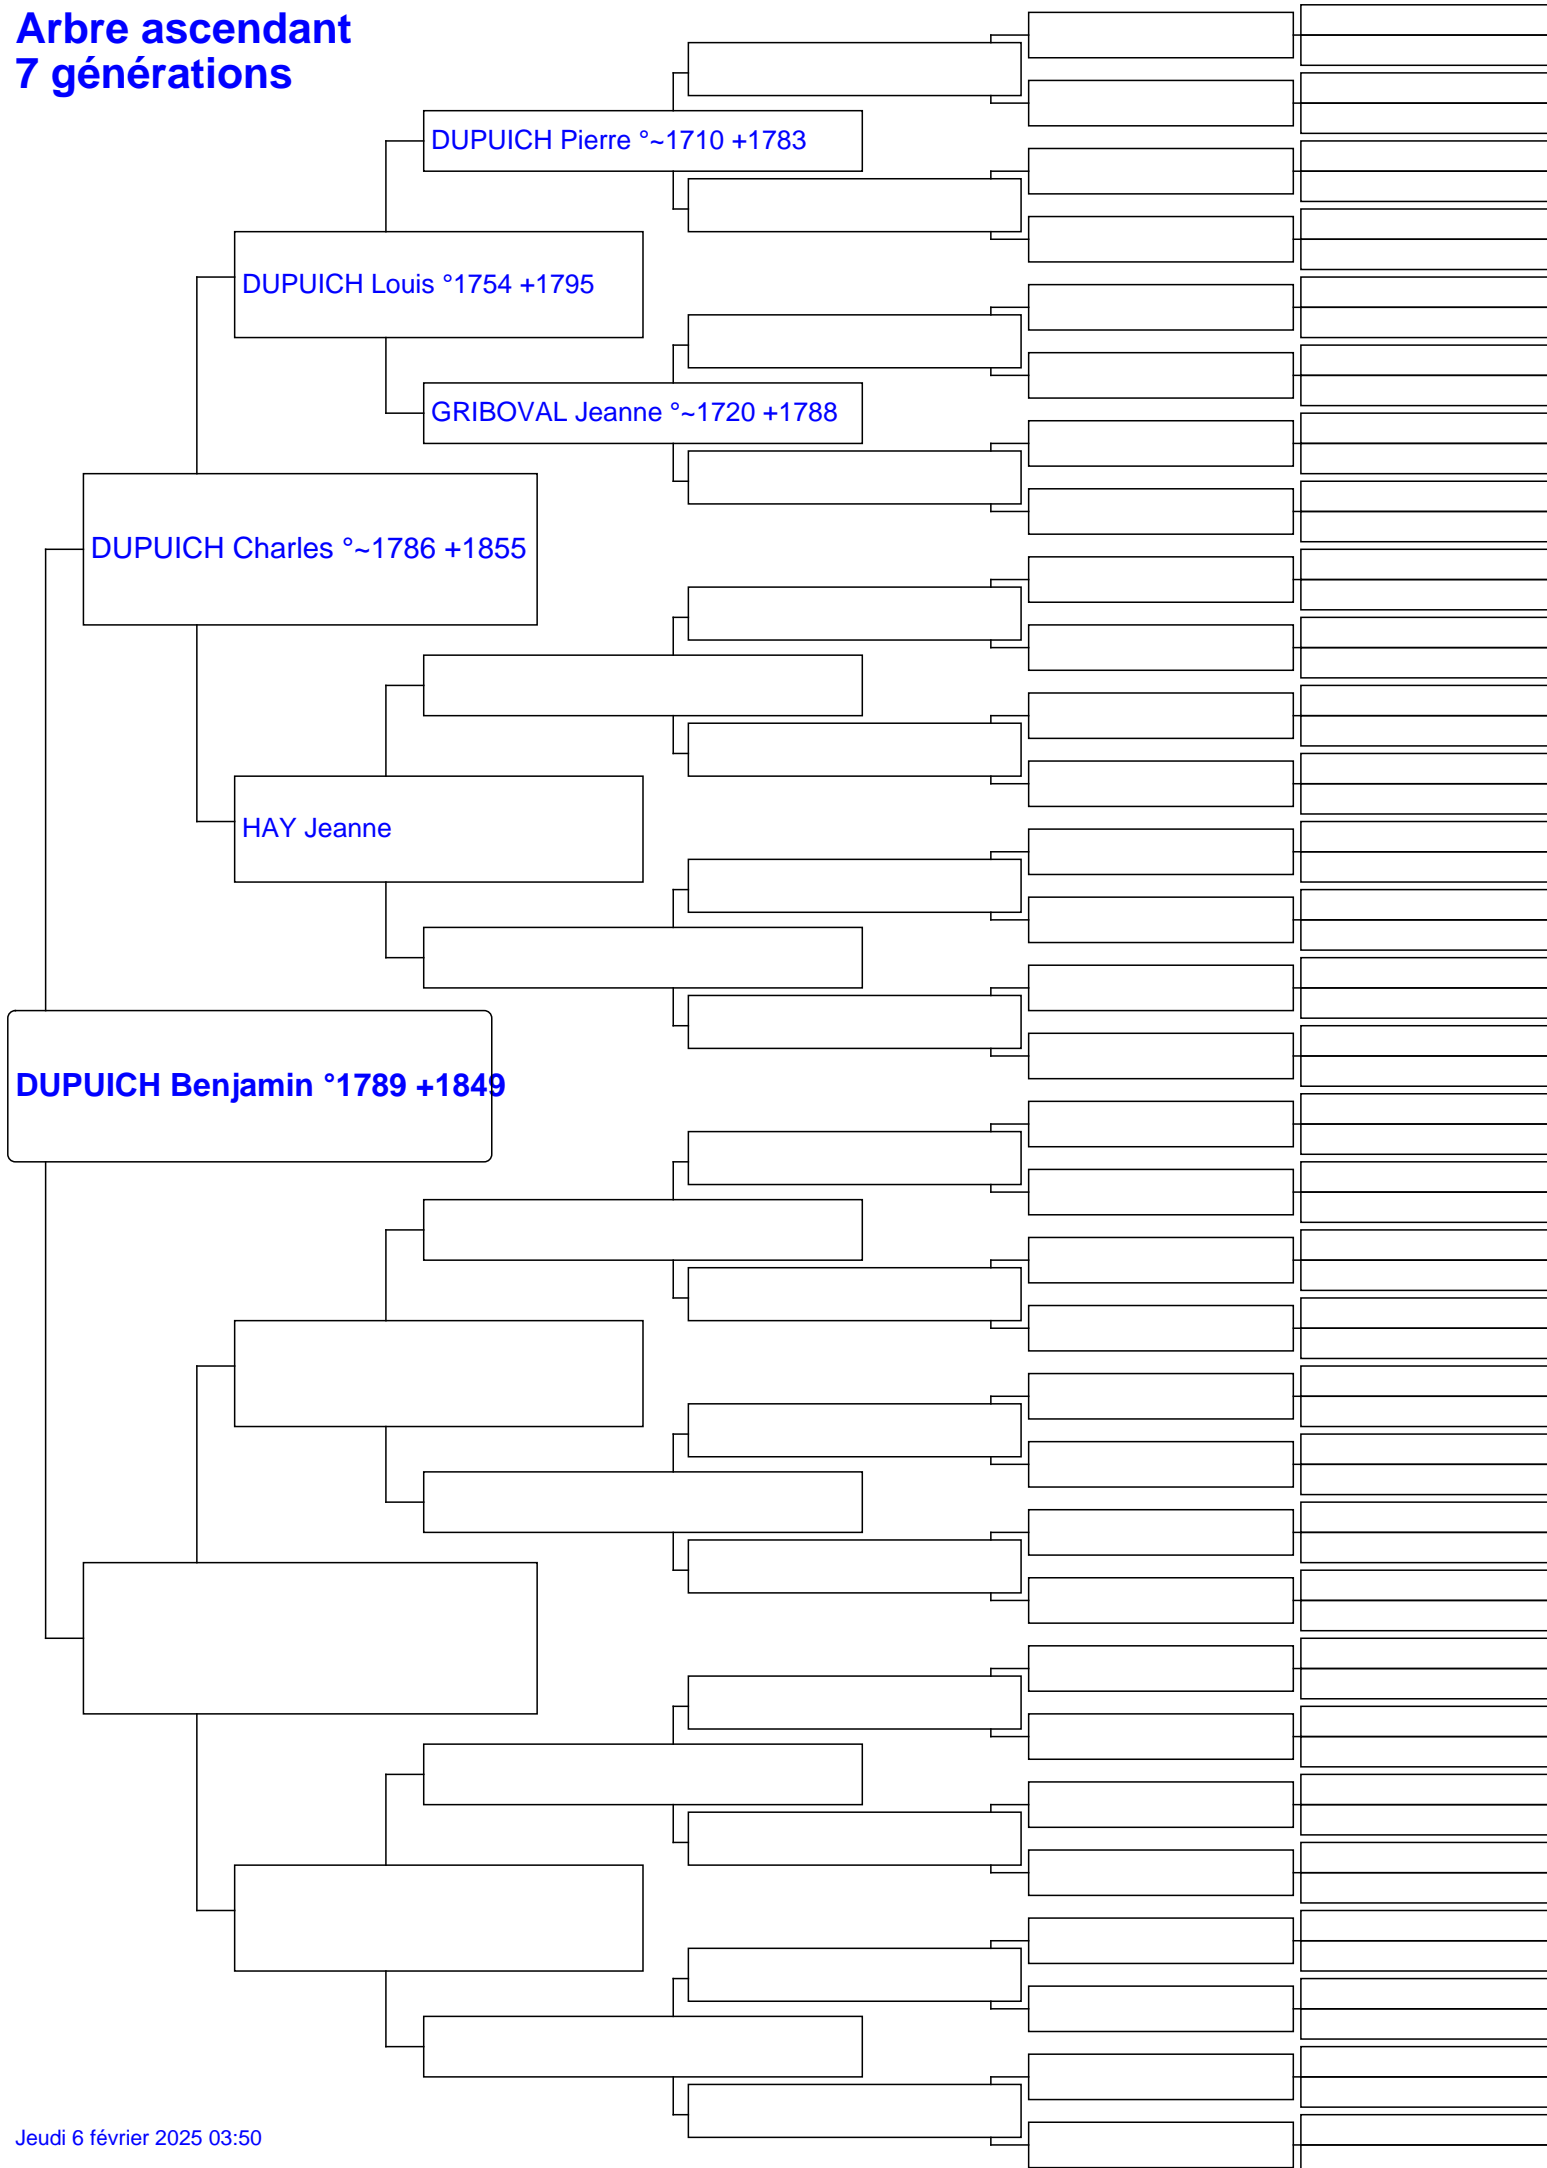 Arbre ascendant
7 générations
DUPUICH Pierre °~1710 +1783
DUPUICH Louis °1754 +1795
GRIBOVAL Jeanne °~1720 +1788
DUPUICH Charles °~1786 +1855
HAY Jeanne
DUPUICH Benjamin °1789 +1849
Jeudi 6 février 2025 03:50